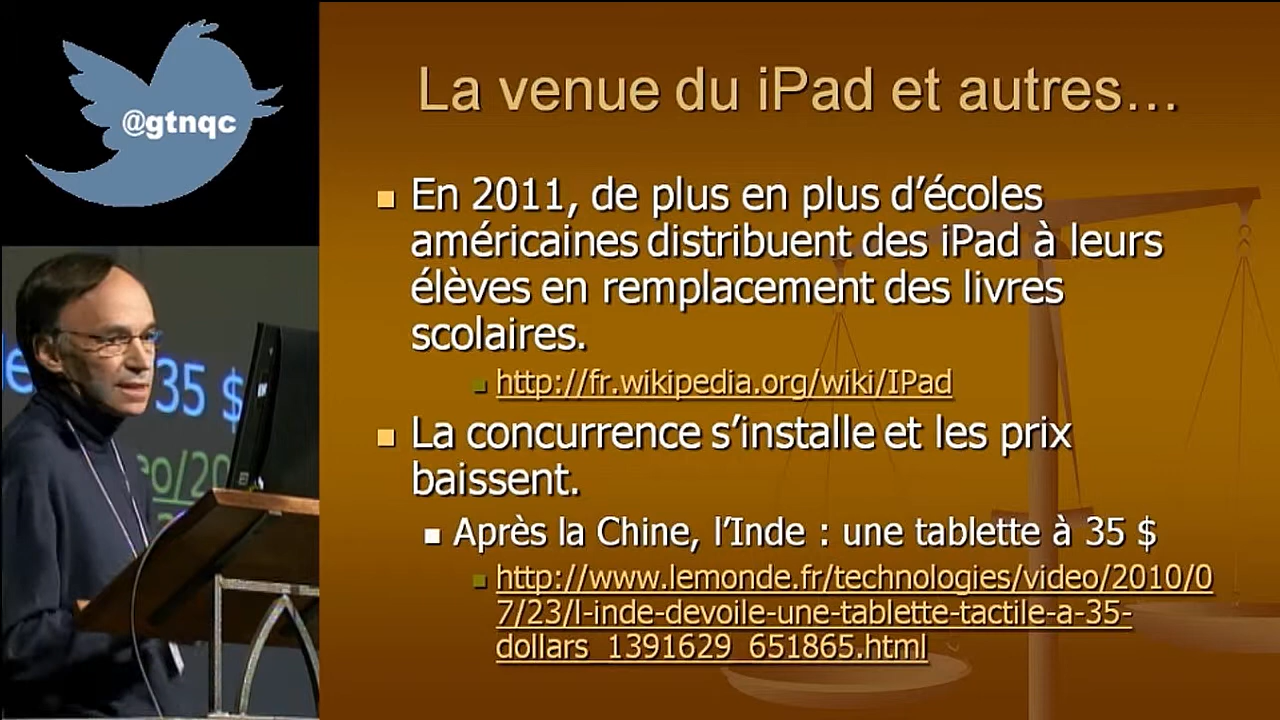 @gtnqc
La venue du iPad et autres…
En 2011, de plus en plus d’écoles
américaines distribuent des iPad à leurs
élèves en remplacement des livres
scolaires.
http://fr.wikipedia.org/wiki/IPad
La concurrence s’installe et les prix
baissent.
Après la Chine, l’Inde : une tablette à 35 $
http://www.lemonde.fr/technologies/video/2010/0
7/23/l-inde-devoile-une-tablette-tactile-a-35-
dollars_1391629_651865.html
35 $
eo/20